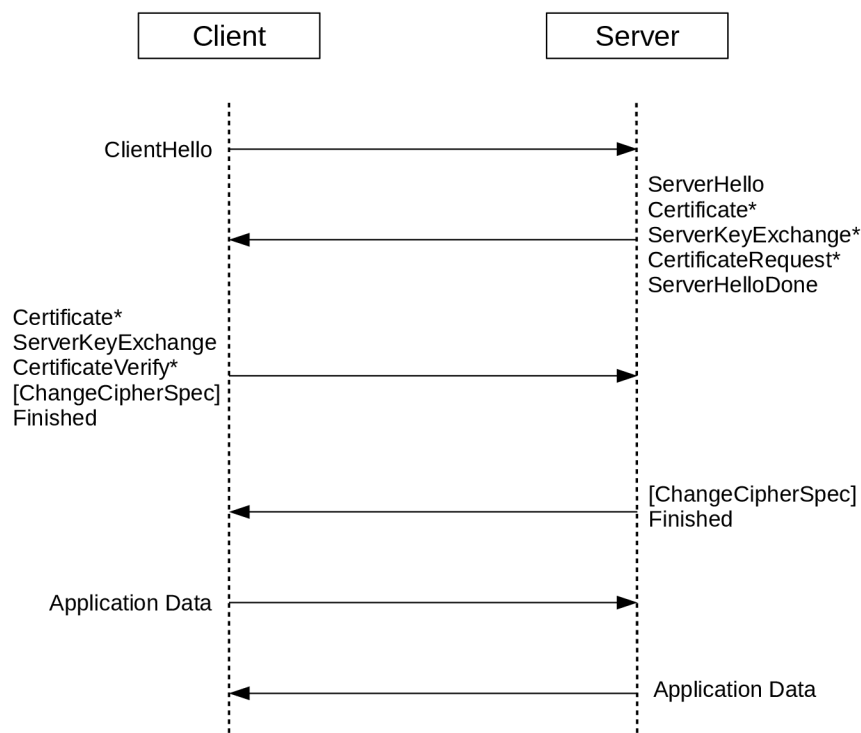 Client
Server
ClientHello
ServerHello
Certificate*
ServerKeyExchange*
CertificateRequest*
ServerHelloDone
Certificate*
ServerKeyExchange
CertificateVerify*
[ChangeCipherSpec]
Finished
[ChangeCipherSpec]
Finished
Application Data
Application Data